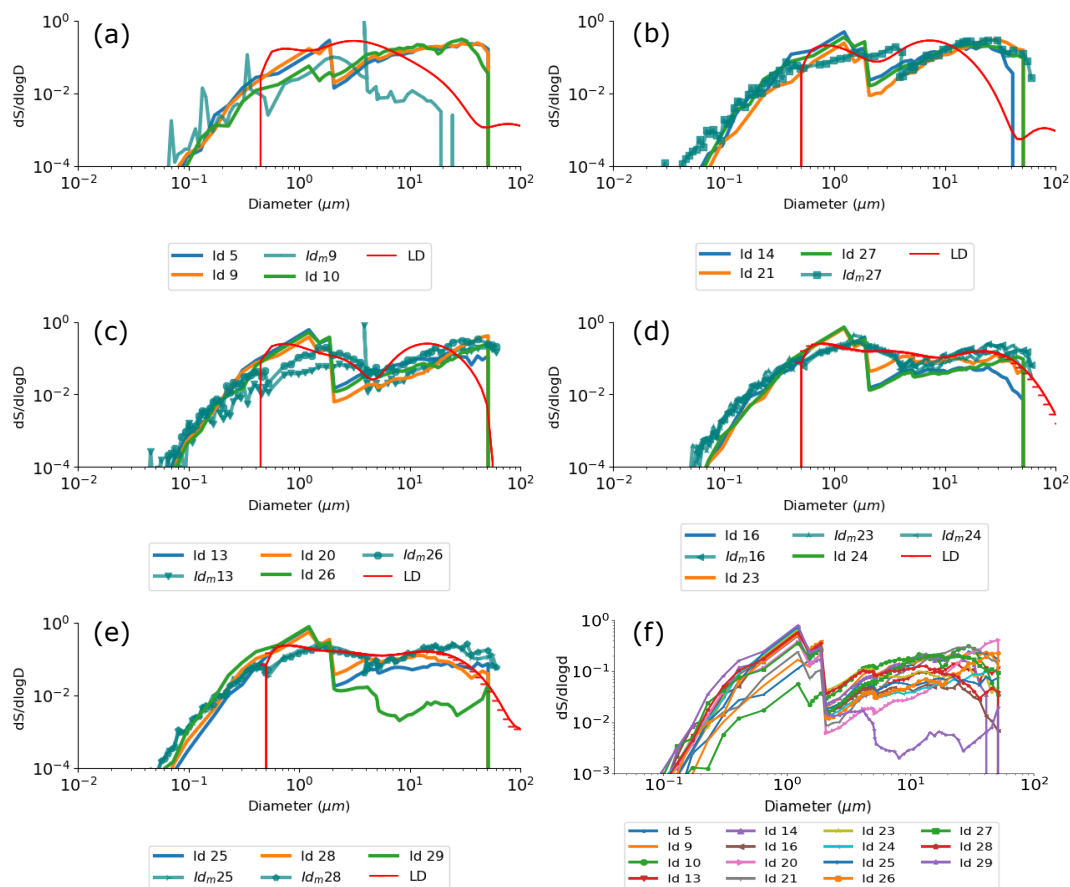 (a)
dS/dlogD
10^0
10^-2
10^-4
10^-2 10^-1 10^0 10^1 10^2
Diameter (μm)
Id 5 Id_m9 LD
Id 9 Id 10
(b)
dS/dlogD
10^0
10^-2
10^-4
10^-2 10^-1 10^0 10^1 10^2
Diameter (μm)
Id 14 Id 27 LD
Id 21 Id_m27
(c)
dS/dlogD
10^0
10^-2
10^-4
10^-2 10^-1 10^0 10^1 10^2
Diameter (μm)
Id 13 Id 20 Id_m26
Id_m13 Id 26 LD
(d)
dS/dlogD
10^0
10^-2
10^-4
10^-2 10^-1 10^0 10^1 10^2
Diameter (μm)
Id 16 Id_m23 Id_m24
Id_m16 Id 24 LD
Id 23
(e)
dS/dlogD
10^0
10^-2
10^-4
10^-2 10^-1 10^0 10^1 10^2
Diameter (μm)
Id 25 Id 28 Id 29
Id_m25 Id_m28 LD
(f)
dS/dlogd
10^0
10^-1
10^-2
10^-3
10^-1 10^0 10^1 10^2
Diameter (μm)
Id 5 Id 14 Id 23 Id 27
Id 9 Id 16 Id 24 Id 28
Id 10 Id 20 Id 25 Id 29
Id 13 Id 21 Id 26